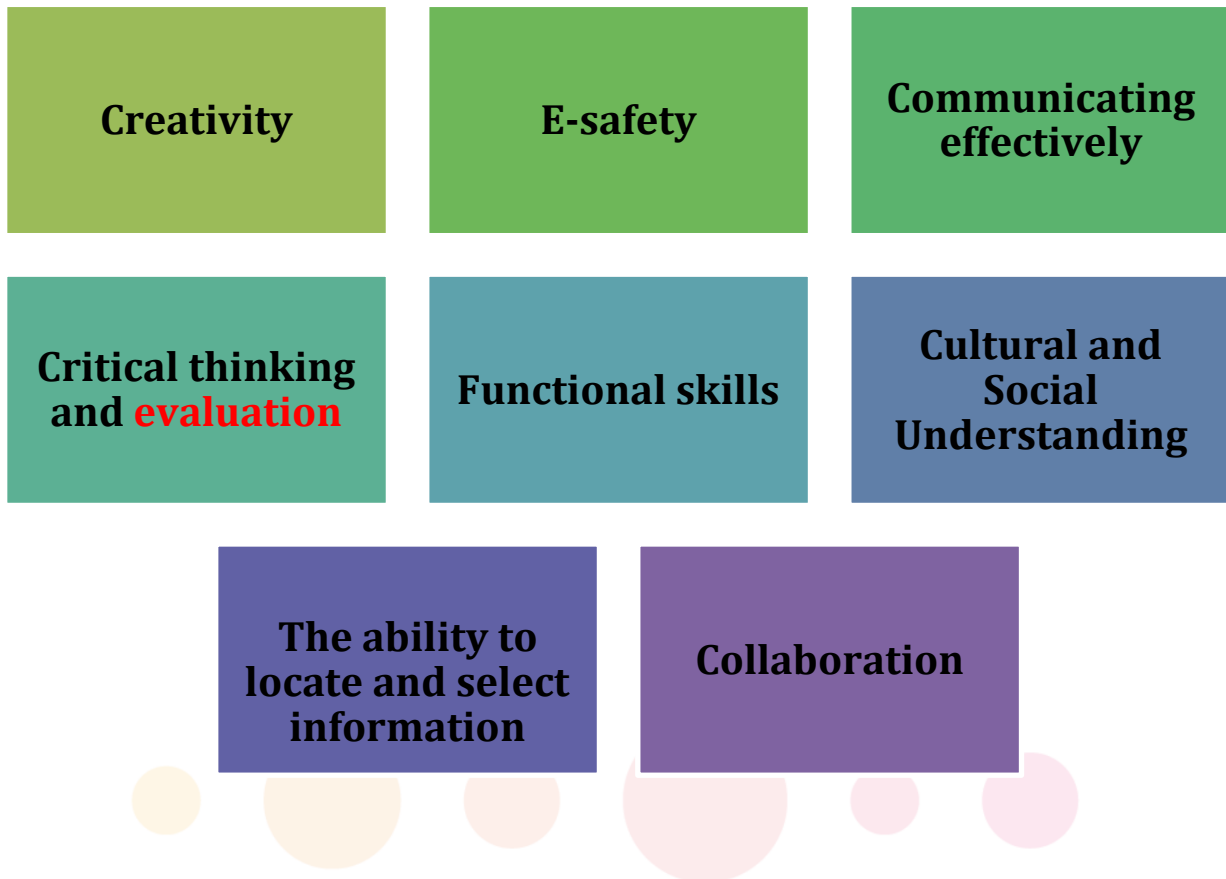 Creativity
E-safety
Communicating
effectively
Critical thinking
and evaluation
Functional skills
Cultural and
Social
Understanding
The ability to
locate and select
information
Collaboration